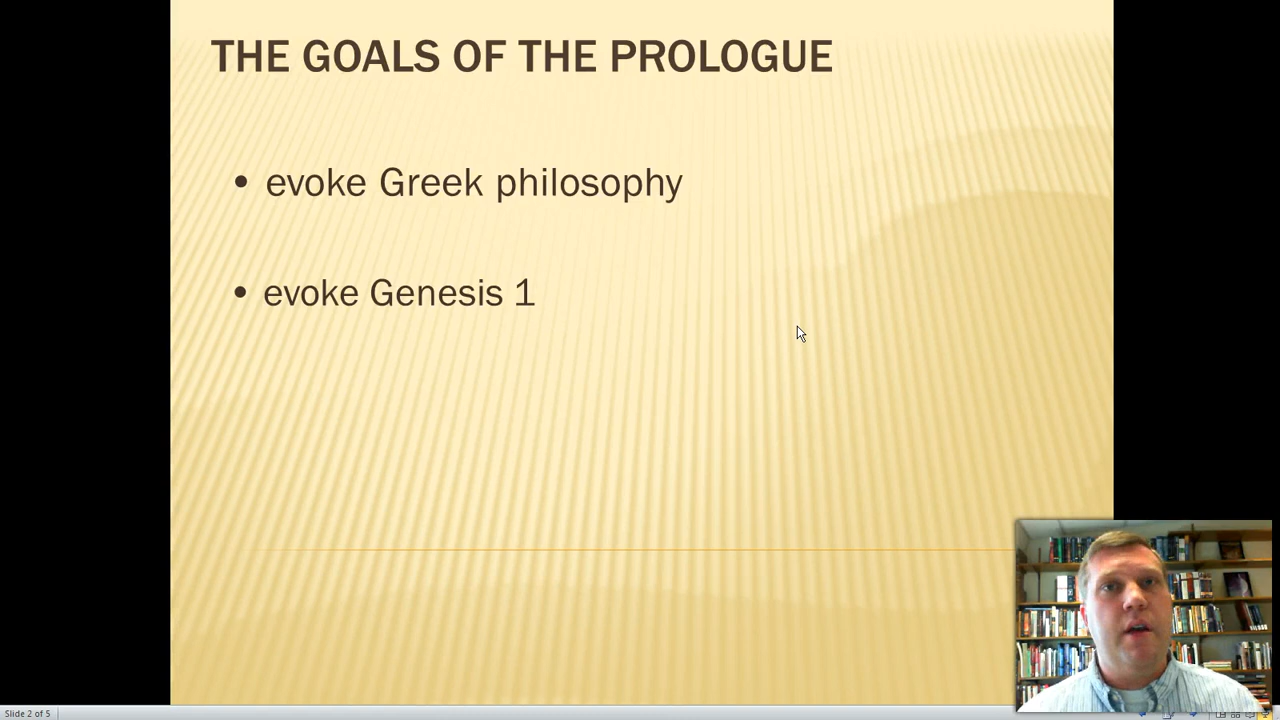 THE GOALS OF THE PROLOGUE
• evoke Greek philosophy
• evoke Genesis 1
Slide 2 of 5